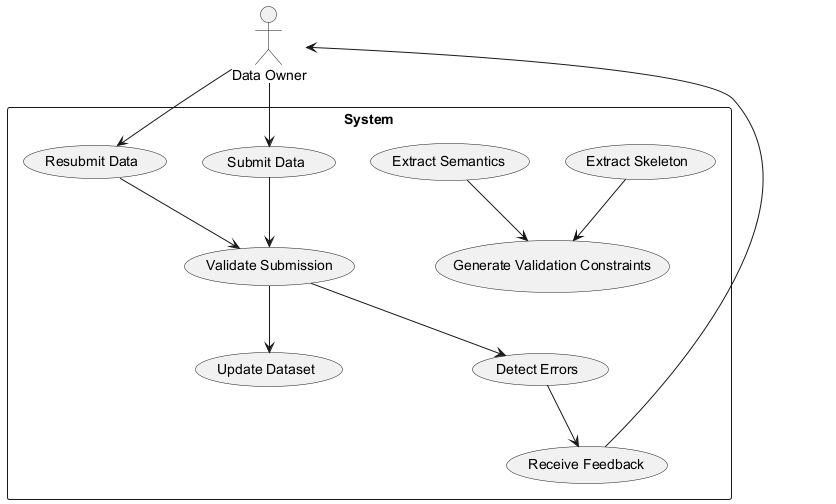 Data Owner
System
Resubmit Data
Submit Data
Extract Semantics
Extract Skeleton
Validate Submission
Generate Validation Constraints
Update Dataset
Detect Errors
Receive Feedback